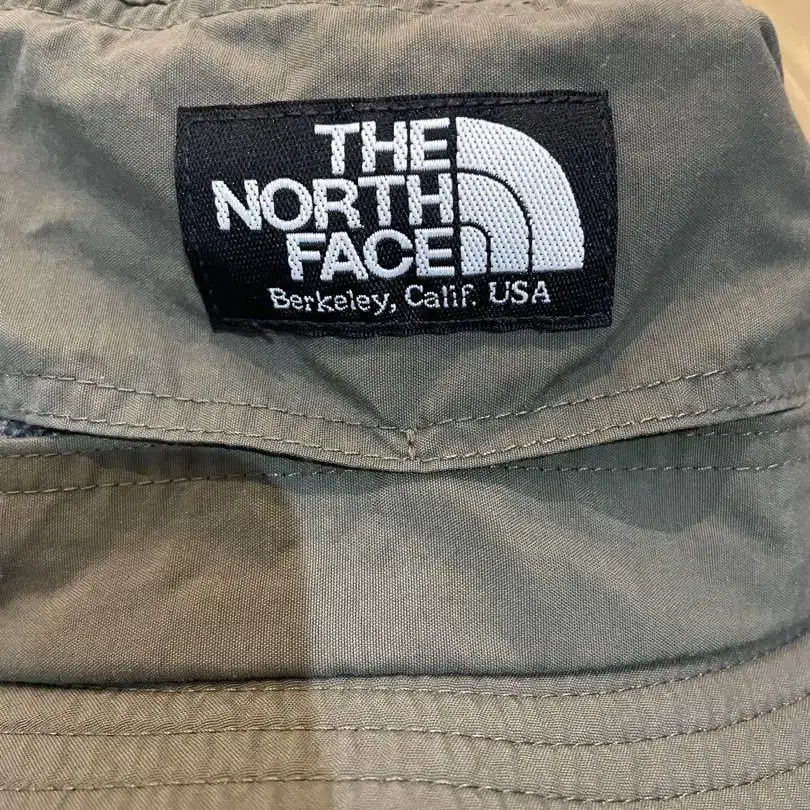 THE
NORTH
FACE
Berkeley, Calif. USA